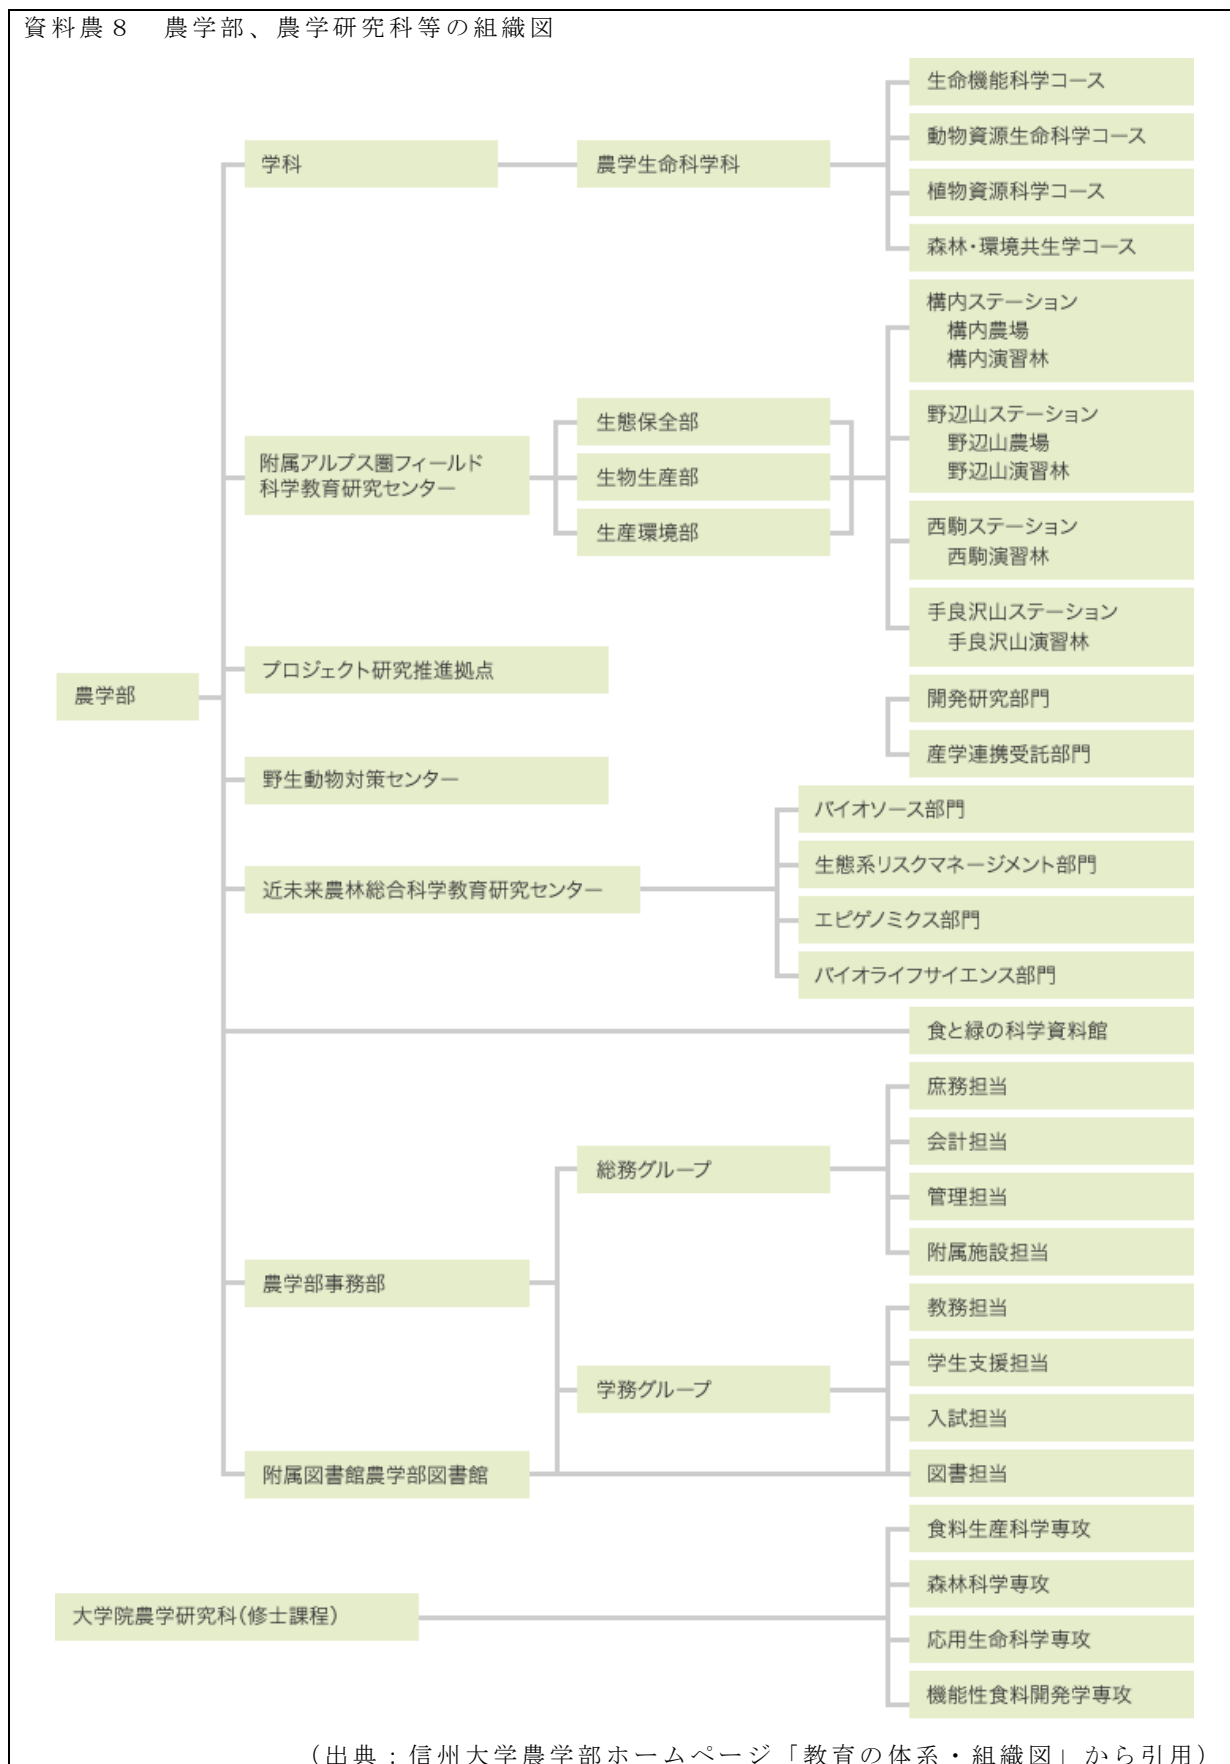 資料農８　農学部、農学研究科等の組織図
農学部
学科
農学生命科学科
生命機能科学コース
動物資源生命科学コース
植物資源科学コース
森林・環境共生学コース
附属アルプス圏フィールド
科学教育研究センター
生態保全部
生物生産部
生産環境部
構内ステーション
構内農場
構内演習林
野辺山ステーション
野辺山農場
野辺山演習林
西駒ステーション
西駒演習林
手良沢山ステーション
手良沢山演習林
プロジェクト研究推進拠点
開発研究部門
産学連携受託部門
野生動物対策センター
近未来農林総合科学教育研究センター
バイオソース部門
生態系リスクマネージメント部門
エピゲノミクス部門
バイオライフサイエンス部門
食と緑の科学資料館
農学部事務部
総務グループ
庶務担当
会計担当
管理担当
附属施設担当
学務グループ
教務担当
学生支援担当
入試担当
附属図書館農学部図書館
図書担当
大学院農学研究科（修士課程）
食料生産科学専攻
森林科学専攻
応用生命科学専攻
機能性食料開発学専攻
（出典：信州大学農学部ホームページ「教育の体系・組織図」から引用）